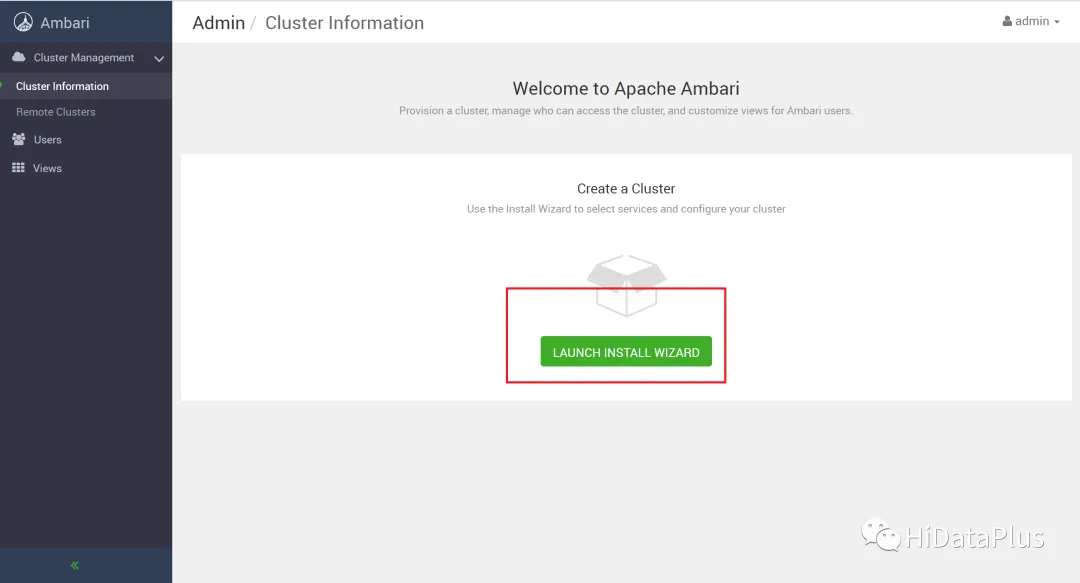 Ambari
Admin / Cluster Information
admin
Cluster Management
Cluster Information
Remote Clusters
Users
Views
Welcome to Apache Ambari
Provision a cluster, manage who can access the cluster, and customize views for Ambari users.
Create a Cluster
Use the Install Wizard to select services and configure your cluster
LAUNCH INSTALL WIZARD
HiDataPlus